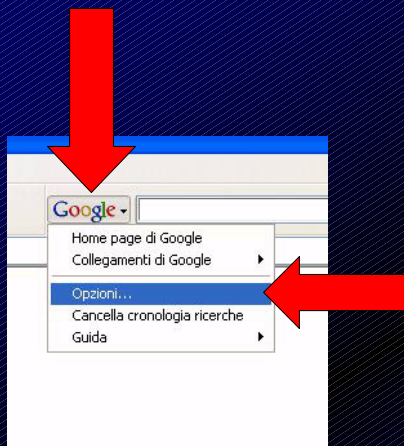 Google
Home page di Google
Collegamenti di Google
Opzioni...
Cancella cronologia ricerche
Guida